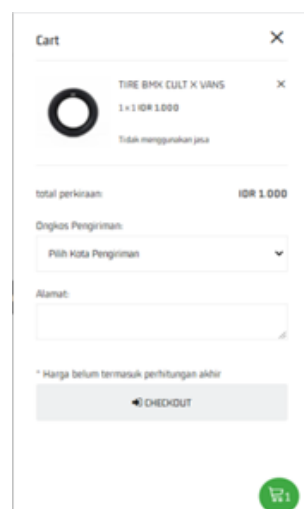 Cart ×
TIRE BMX CULT X VANS ×
1 × 1 IDR 1.000
Tidak menggunakan jasa
total perkiraan: IDR 1.000
Ongkos Pengiriman:
Pilih Kota Pengiriman
Alamat:
* Harga belum termasuk perhitungan akhir
CHECKOUT
1